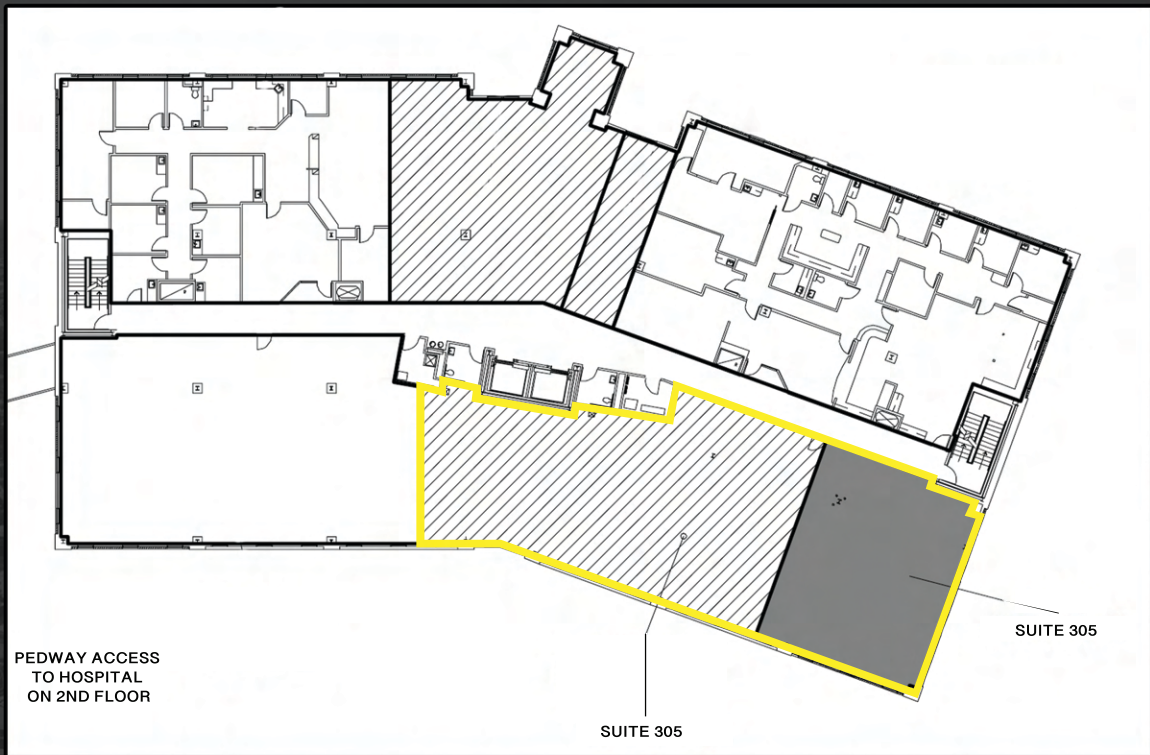 PEDWAY ACCESS
TO HOSPITAL
ON 2ND FLOOR
SUITE 305
SUITE 305